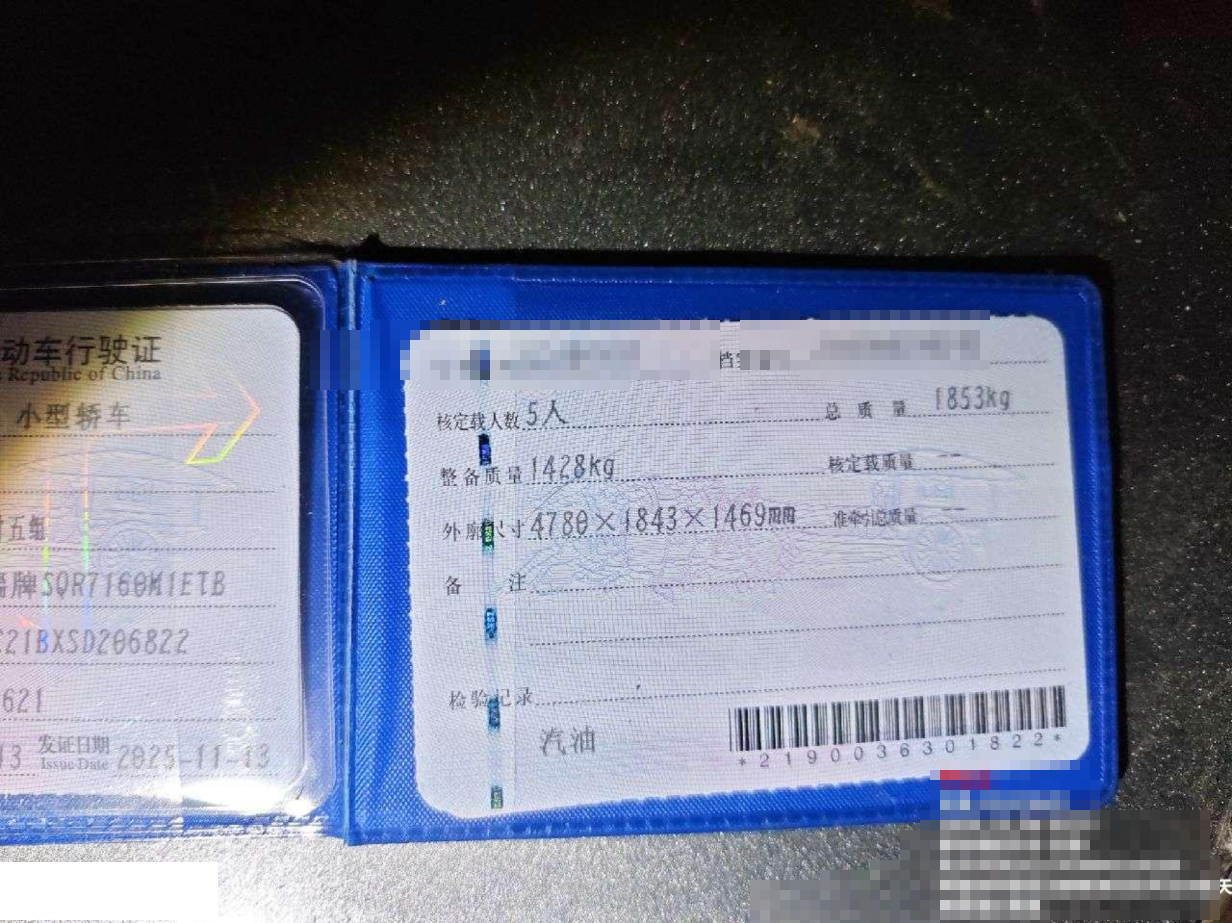 动车行驶证
Republic of China
小型轿车
五组
牌SQR7160M1ETB
21BXSD206822
621
13 发证日期 2025-11-13
Issue Date
核定载人数 5人 总质量 1853kg
整备质量 1428kg 核定载质量 --
外廓尺寸 4780×1843×1469mm 准牵引总质量 --
备注
检验记录
汽油
*2190036301822*
天